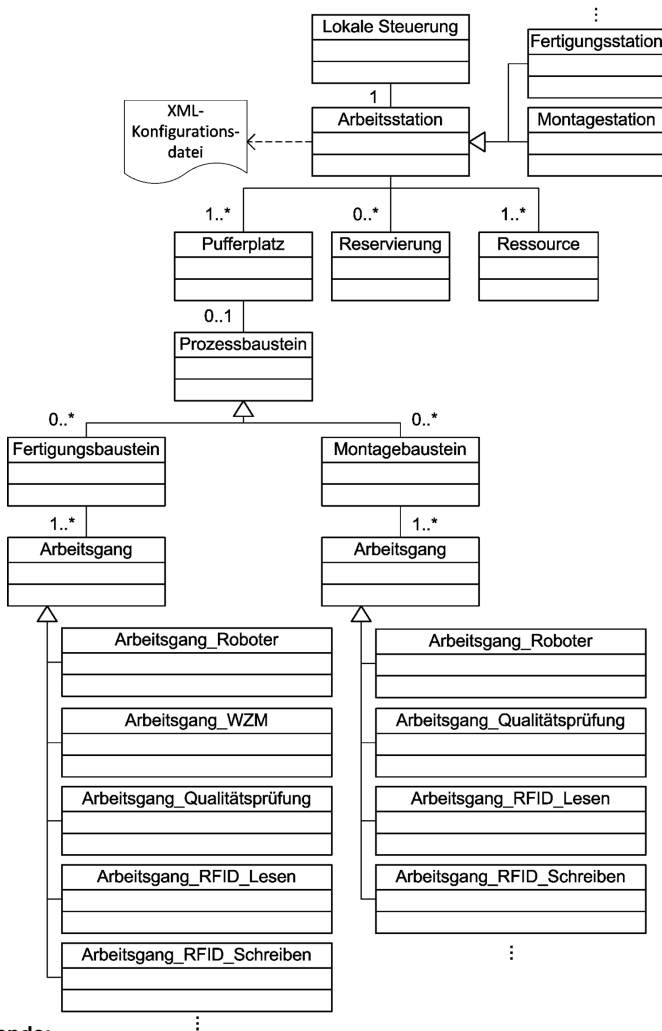 Lokale Steuerung
⋮
Fertigungsstation
1
XML-
Konfigurations-
datei
Arbeitsstation
Montagestation
1..*
0..*
1..*
Pufferplatz
Reservierung
Ressource
0..1
Prozessbaustein
0..*
0..*
Fertigungsbaustein
Montagebaustein
1..*
1..*
Arbeitsgang
Arbeitsgang
Arbeitsgang_Roboter
Arbeitsgang_WZM
Arbeitsgang_Qualitätsprüfung
Arbeitsgang_RFID_Lesen
Arbeitsgang_RFID_Schreiben
⋮
Arbeitsgang_Roboter
Arbeitsgang_Qualitätsprüfung
Arbeitsgang_RFID_Lesen
Arbeitsgang_RFID_Schreiben
⋮